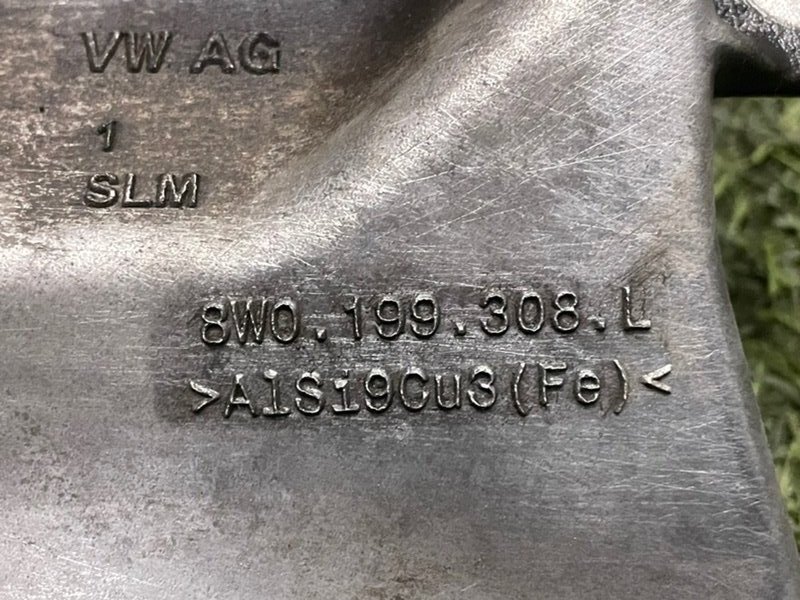 VW AG
1
SLM
8W0.199.308.L
>AlSi9Cu3(Fe)<